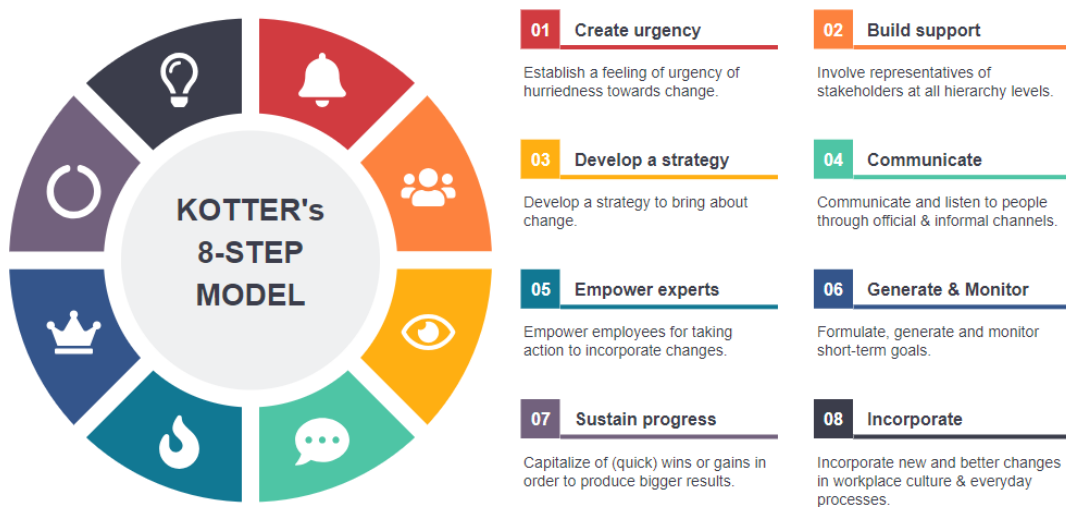 KOTTER's
8-STEP
MODEL
01 Create urgency
Establish a feeling of urgency of
hurriedness towards change.
02 Build support
Involve representatives of
stakeholders at all hierarchy levels.
03 Develop a strategy
Develop a strategy to bring about
change.
04 Communicate
Communicate and listen to people
through official & informal channels.
05 Empower experts
Empower employees for taking
action to incorporate changes.
06 Generate & Monitor
Formulate, generate and monitor
short-term goals.
07 Sustain progress
Capitalize of (quick) wins or gains in
order to produce bigger results.
08 Incorporate
Incorporate new and better changes
in workplace culture & everyday
processes.